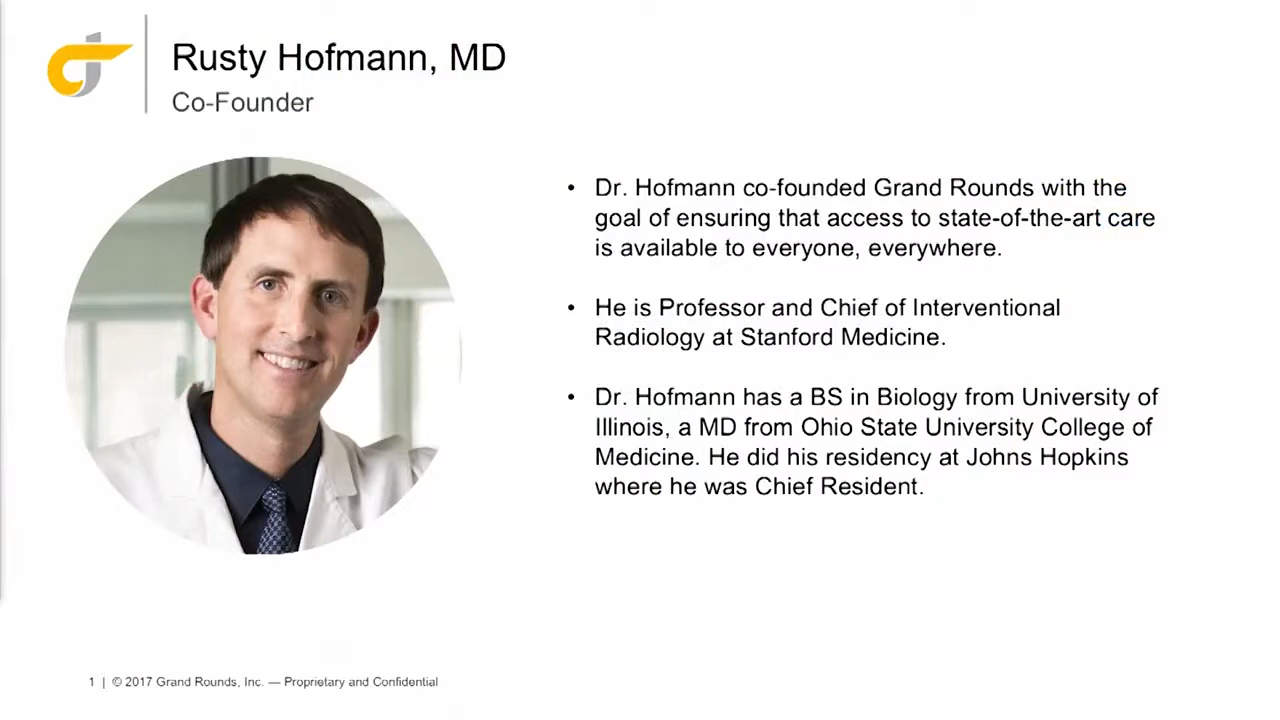 Rusty Hofmann, MD
Co-Founder
• Dr. Hofmann co-founded Grand Rounds with the
goal of ensuring that access to state-of-the-art care
is available to everyone, everywhere.
• He is Professor and Chief of Interventional
Radiology at Stanford Medicine.
• Dr. Hofmann has a BS in Biology from University of
Illinois, a MD from Ohio State University College of
Medicine. He did his residency at Johns Hopkins
where he was Chief Resident.
1 | © 2017 Grand Rounds, Inc. — Proprietary and Confidential